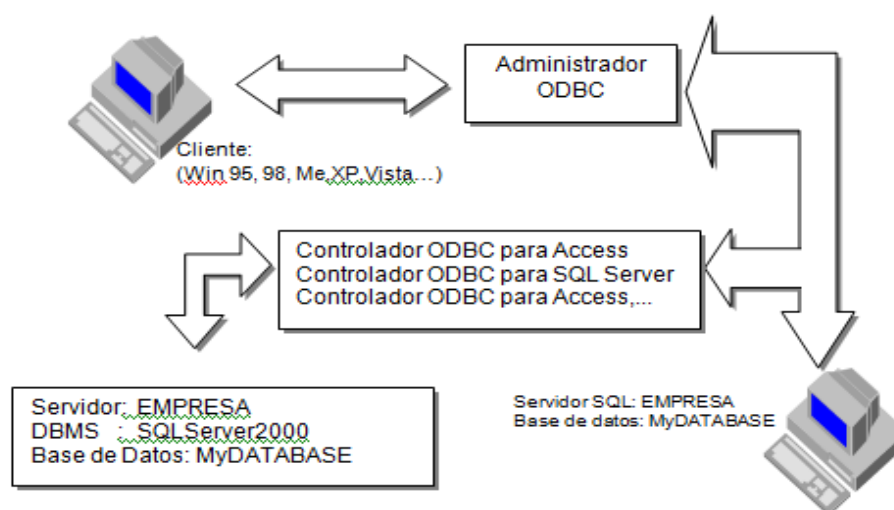 Administrador
ODBC
Cliente:
(Win 95, 98, Me,XP,Vista...)
Controlador ODBC para Access
Controlador ODBC para SQL Server
Controlador ODBC para Access,...
Servidor: EMPRESA
DBMS : SQLServer2000
Base de Datos: MyDATABASE
Servidor SQL: EMPRESA
Base de datos: MyDATABASE